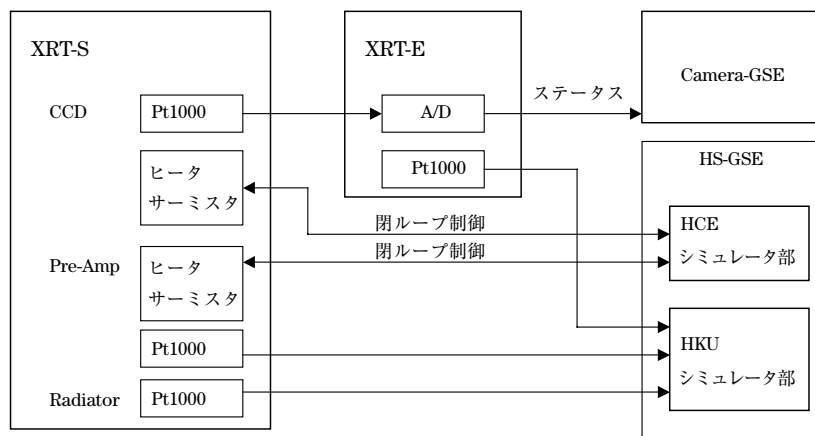 XRT-S
CCD
Pt1000
ヒータ
サーミスタ
Pre-Amp
ヒータ
サーミスタ
Pt1000
Radiator
Pt1000
XRT-E
A/D
Pt1000
ステータス
閉ループ制御
閉ループ制御
Camera-GSE
HS-GSE
HCE
シミュレータ部
HKU
シミュレータ部